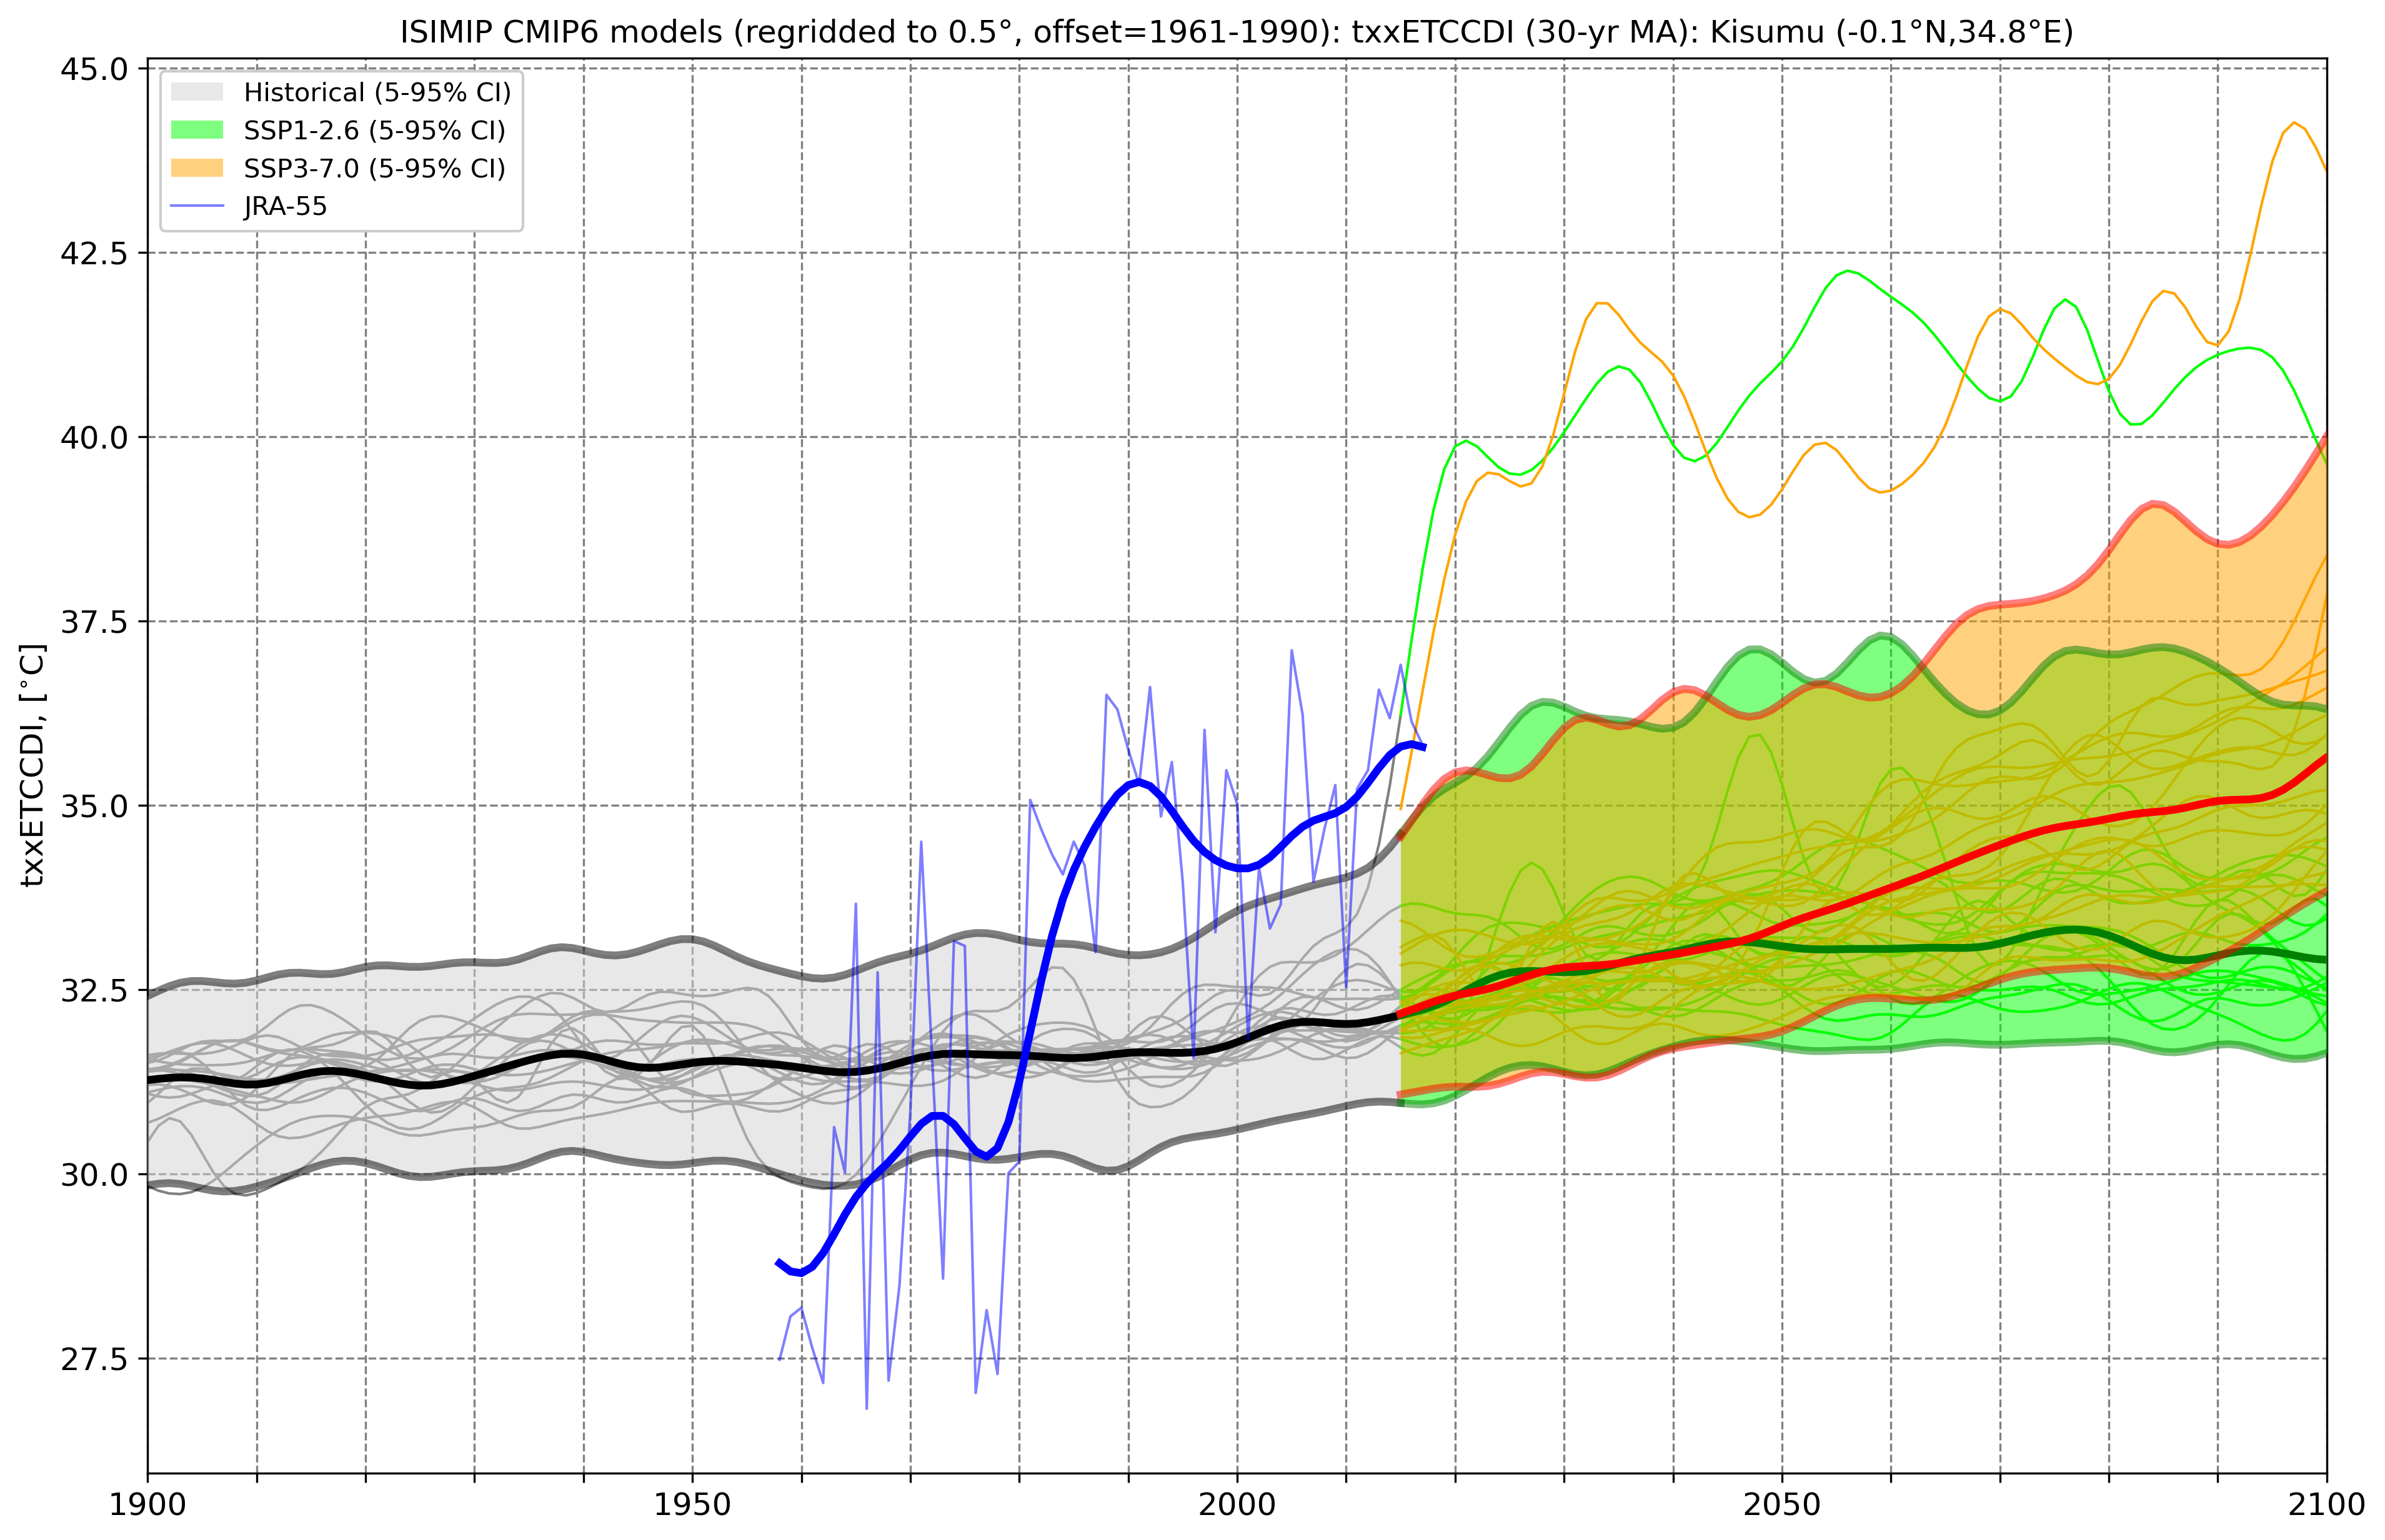 ISIMIP CMIP6 models (regridded to 0.5°, offset=1961-1990): txxETCCDI (30-yr MA): Kisumu (-0.1°N,34.8°E)
Historical (5-95% CI)
SSP1-2.6 (5-95% CI)
SSP3-7.0 (5-95% CI)
JRA-55
txxETCCDI, [°C]
45.0
42.5
40.0
37.5
35.0
32.5
30.0
27.5
1900
1950
2000
2050
2100